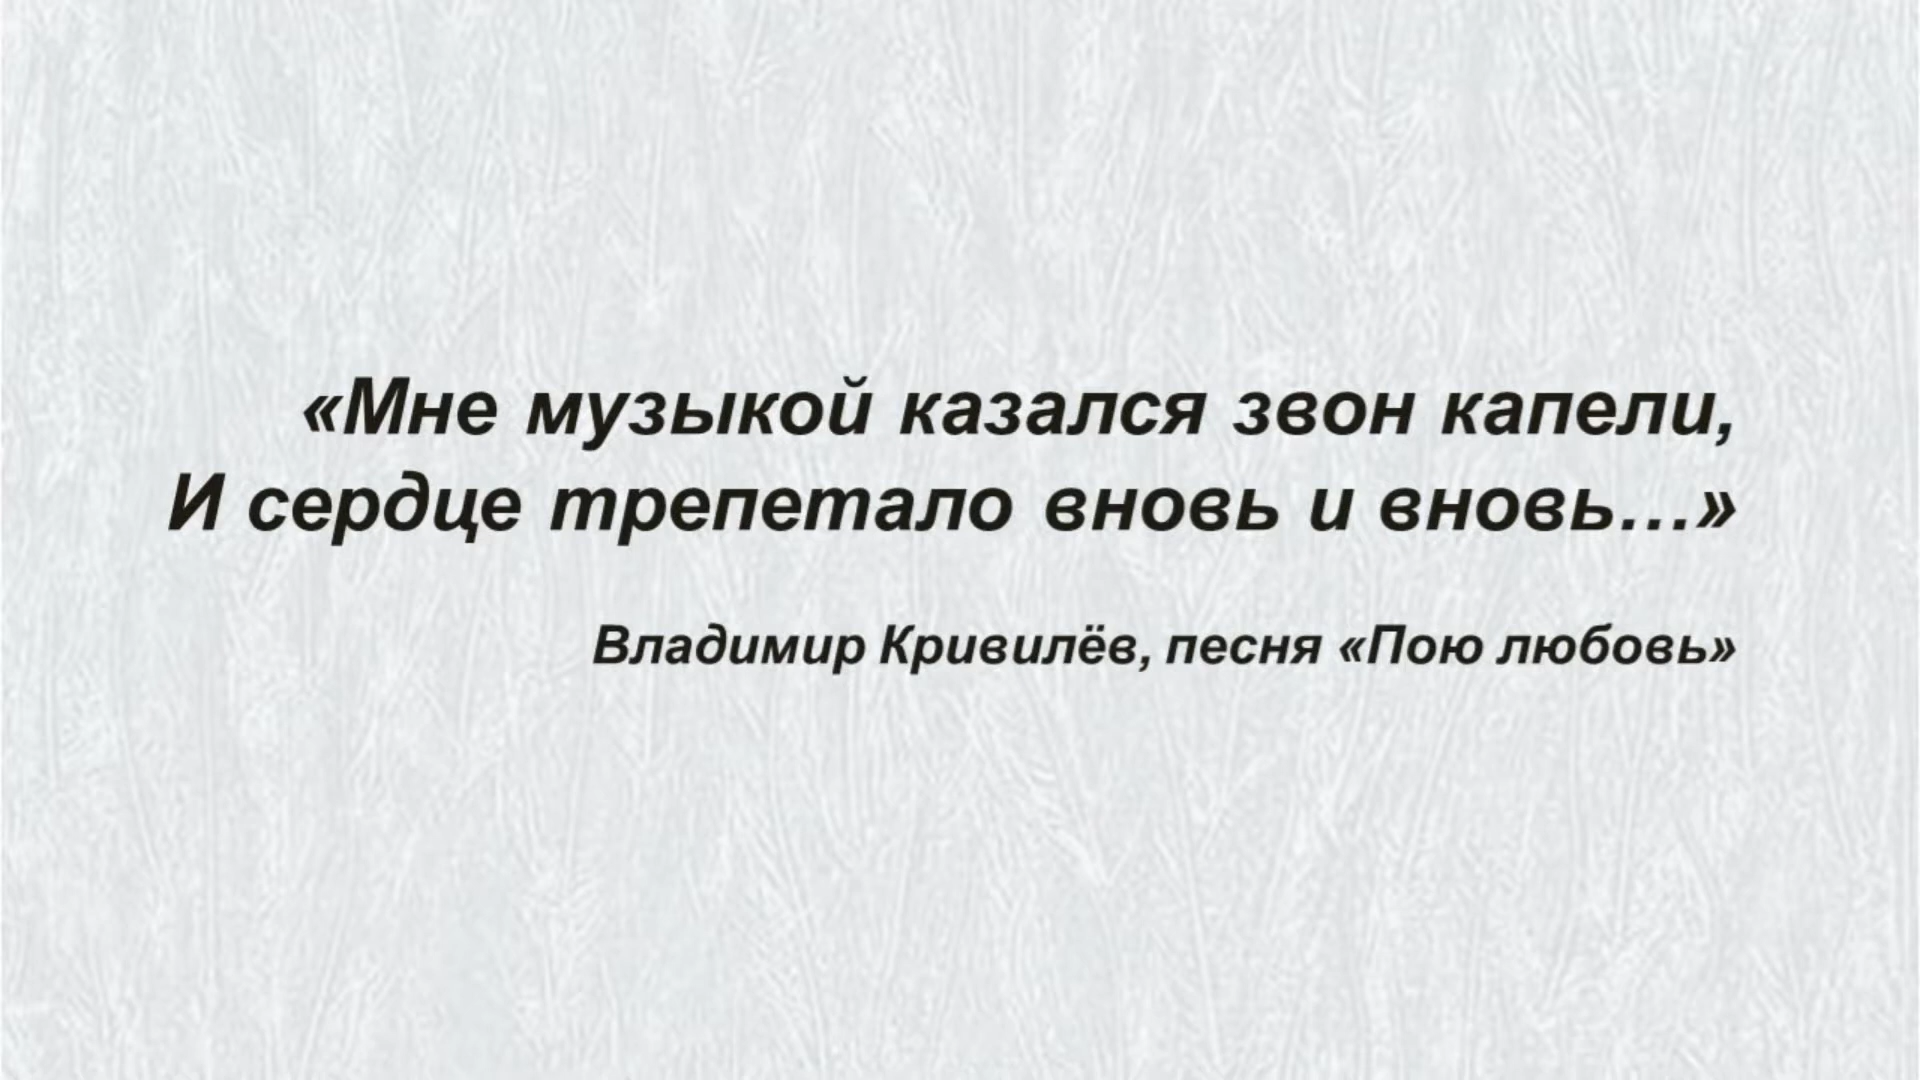 «Мне музыкой казался звон капели,
И сердце трепетало вновь и вновь…»
Владимир Кривилёв, песня «Пою любовь»